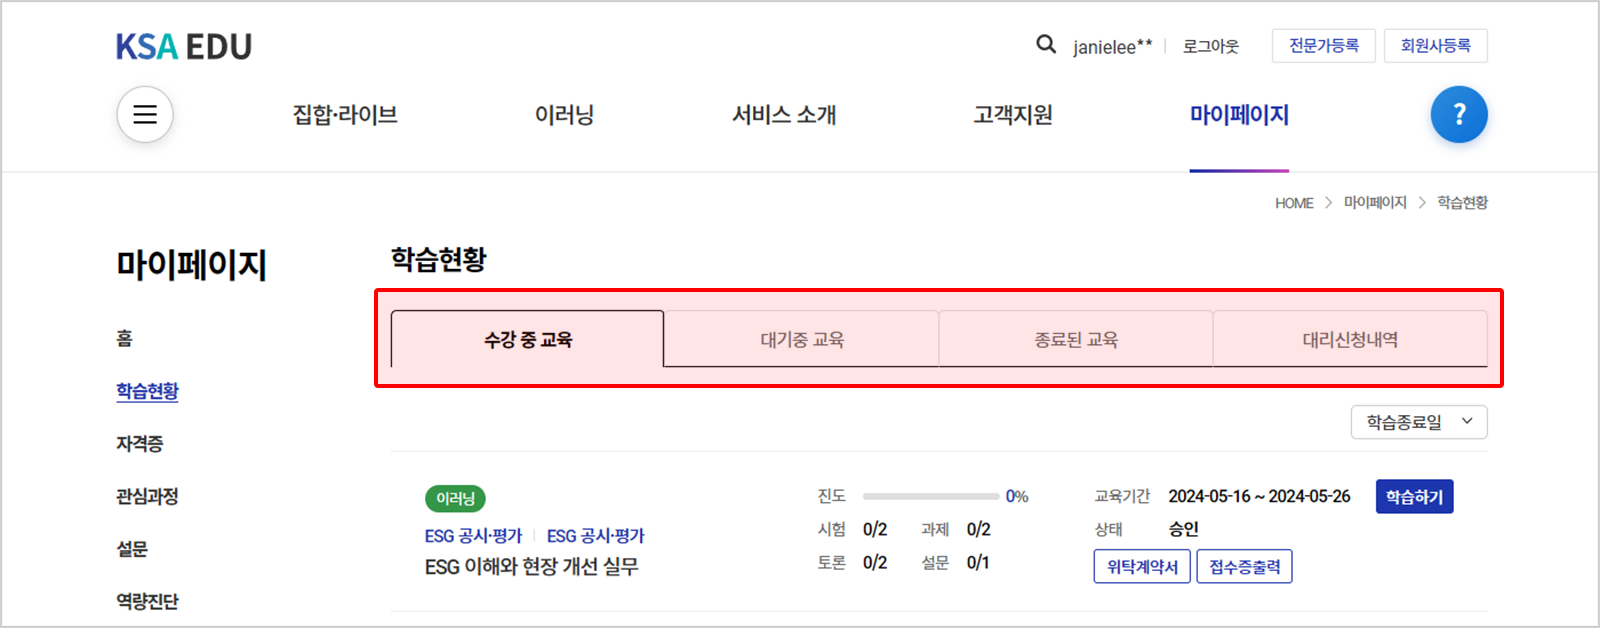 KSA EDU
janielee** 로그아웃 전문가등록 회원사등록
집합·라이브 이러닝 서비스 소개 고객지원 마이페이지 ?
HOME > 마이페이지 > 학습현황
마이페이지
홈
학습현황
자격증
관심과정
설문
역량진단
학습현황
수강 중 교육 대기중 교육 종료된 교육 대리신청내역
학습종료일
이러닝
ESG 공시·평가 ESG 공시·평가
ESG 이해와 현장 개선 실무
진도 0%
시험 0/2 과제 0/2
토론 0/2 설문 0/1
교육기간 2024-05-16 ~ 2024-05-26
상태 승인
위탁계약서 접수증출력
학습하기